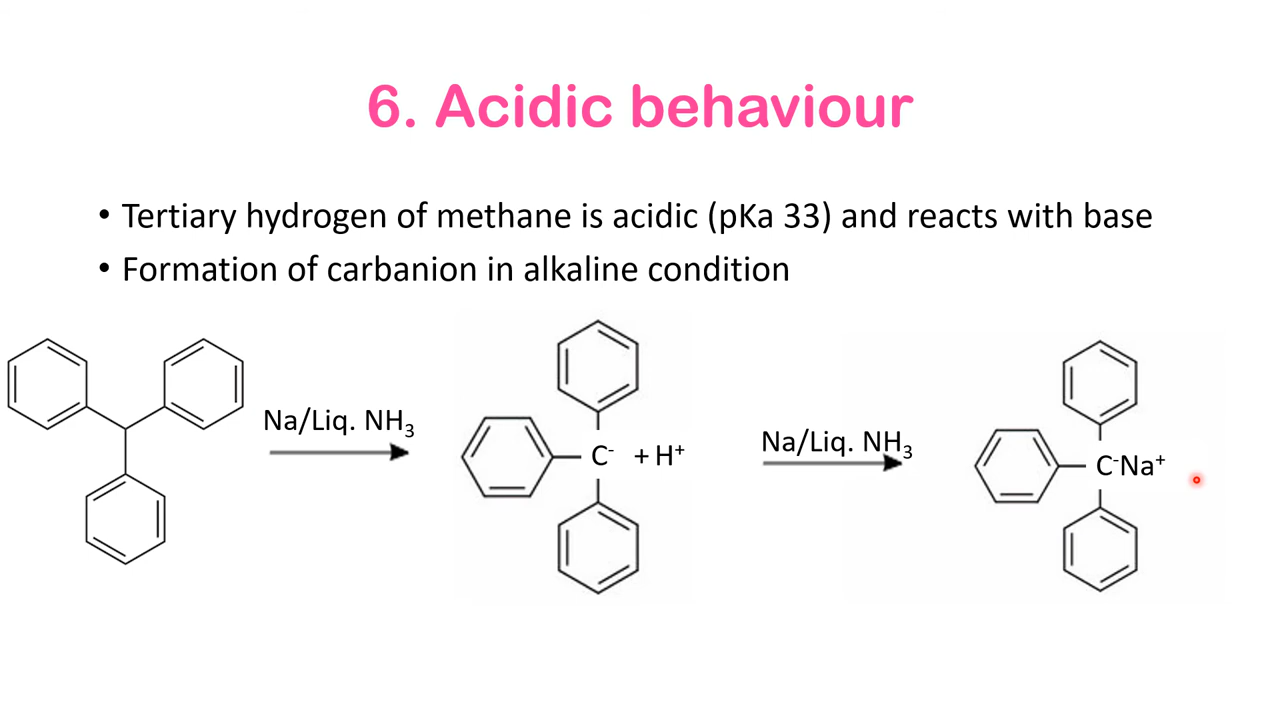 6. Acidic behaviour
• Tertiary hydrogen of methane is acidic (pKa 33) and reacts with base
• Formation of carbanion in alkaline condition
Na/Liq. NH₃
C⁻ + H⁺
Na/Liq. NH₃
C⁻Na⁺